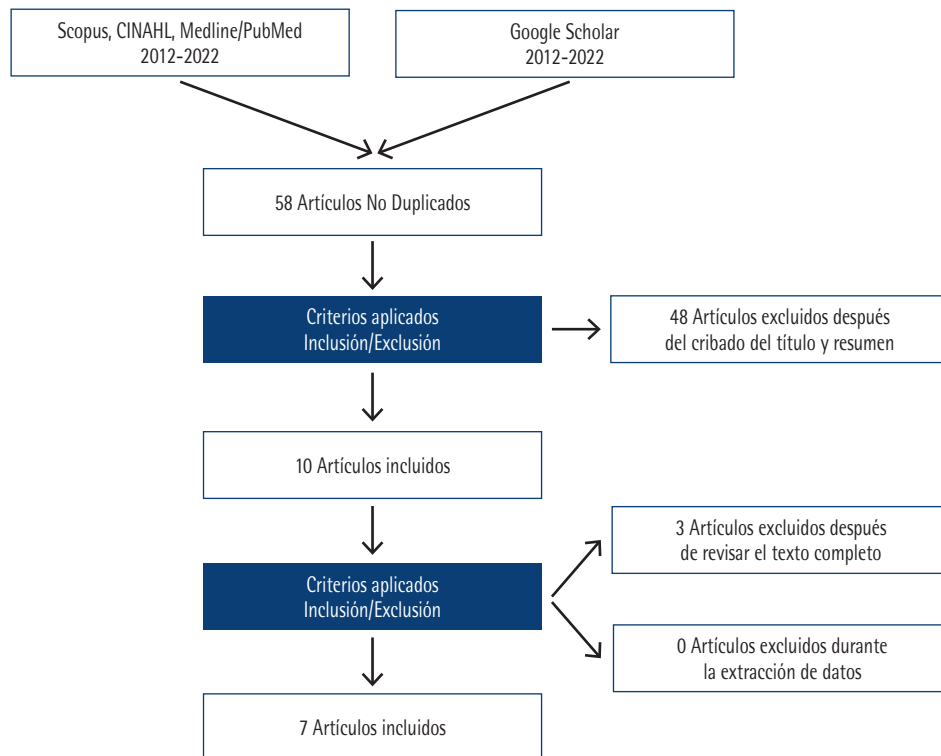 Scopus, CINAHL, Medline/PubMed
2012-2022
Google Scholar
2012-2022
58 Artículos No Duplicados
Criterios aplicados
Inclusión/Exclusión
48 Artículos excluidos después
del cribado del título y resumen
10 Artículos incluidos
Criterios aplicados
Inclusión/Exclusión
3 Artículos excluidos después
de revisar el texto completo
0 Artículos excluidos durante
la extracción de datos
7 Artículos incluidos